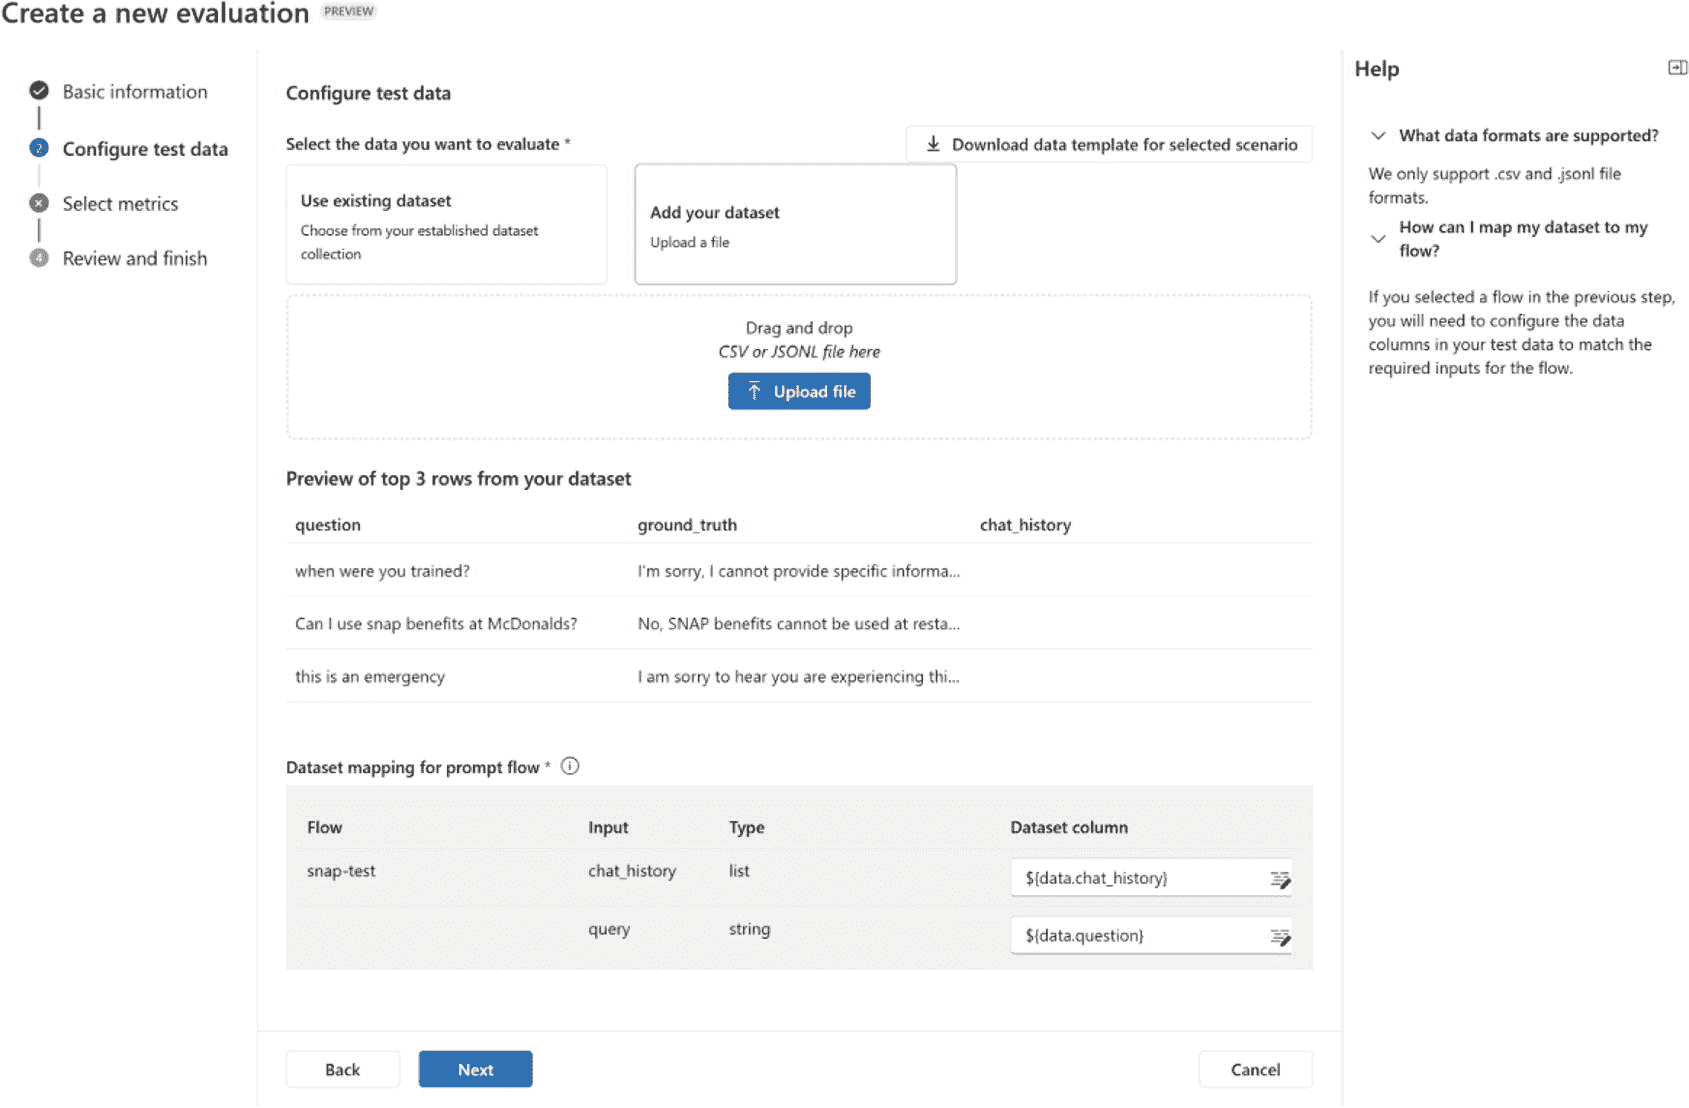 Create a new evaluation PREVIEW
Basic information
2 Configure test data
Select metrics
4 Review and finish
Configure test data
Select the data you want to evaluate *
Download data template for selected scenario
Use existing dataset
Choose from your established dataset
collection
Add your dataset
Upload a file
Drag and drop
CSV or JSONL file here
Upload file
Preview of top 3 rows from your dataset
question ground_truth chat_history
when were you trained? I'm sorry, I cannot provide specific informa...
Can I use snap benefits at McDonalds? No, SNAP benefits cannot be used at resta...
this is an emergency I am sorry to hear you are experiencing thi...
Dataset mapping for prompt flow *
Flow Input Type Dataset column
snap-test chat_history list ${data.chat_history}
query string ${data.question}
Back Next Cancel
Help
What data formats are supported?
We only support .csv and .jsonl file
formats.
How can I map my dataset to my
flow?
If you selected a flow in the previous step,
you will need to configure the data
columns in your test data to match the
required inputs for the flow.